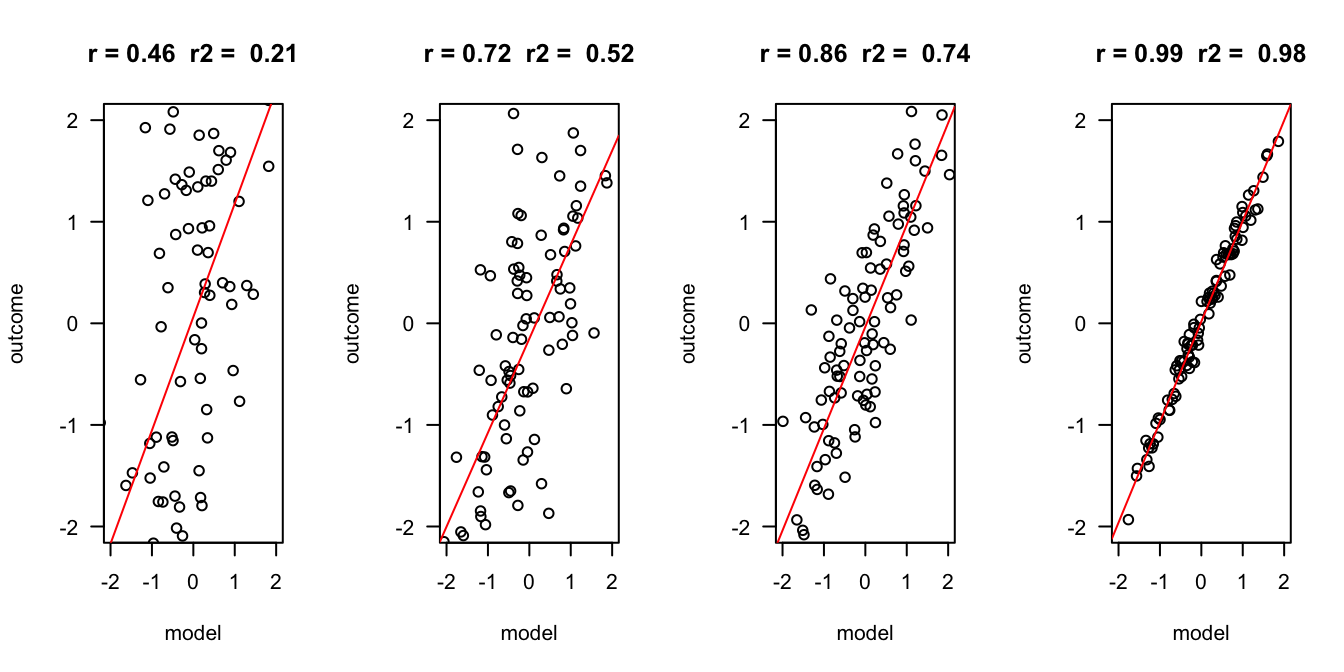 r = 0.46  r2 =  0.21
outcome
2
1
0
-1
-2
-2 -1 0 1 2
model
r = 0.72  r2 =  0.52
outcome
2
1
0
-1
-2
-2 -1 0 1 2
model
r = 0.86  r2 =  0.74
outcome
2
1
0
-1
-2
-2 -1 0 1 2
model
r = 0.99  r2 =  0.98
outcome
2
1
0
-1
-2
-2 -1 0 1 2
model